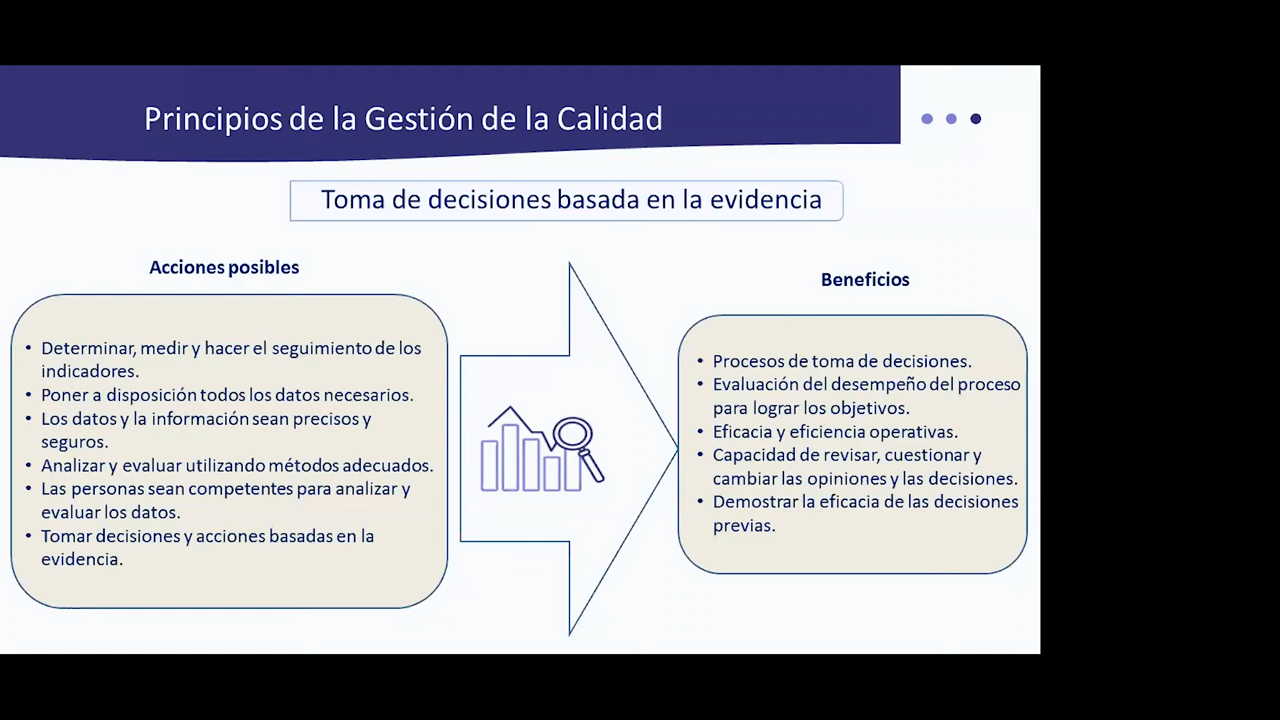 Principios de la Gestión de la Calidad
Toma de decisiones basada en la evidencia
Acciones posibles
• Determinar, medir y hacer el seguimiento de los
indicadores.
• Poner a disposición todos los datos necesarios.
• Los datos y la información sean precisos y
seguros.
• Analizar y evaluar utilizando métodos adecuados.
• Las personas sean competentes para analizar y
evaluar los datos.
• Tomar decisiones y acciones basadas en la
evidencia.
Beneficios
• Procesos de toma de decisiones.
• Evaluación del desempeño del proceso
para lograr los objetivos.
• Eficacia y eficiencia operativas.
• Capacidad de revisar, cuestionar y
cambiar las opiniones y las decisiones.
• Demostrar la eficacia de las decisiones
previas.